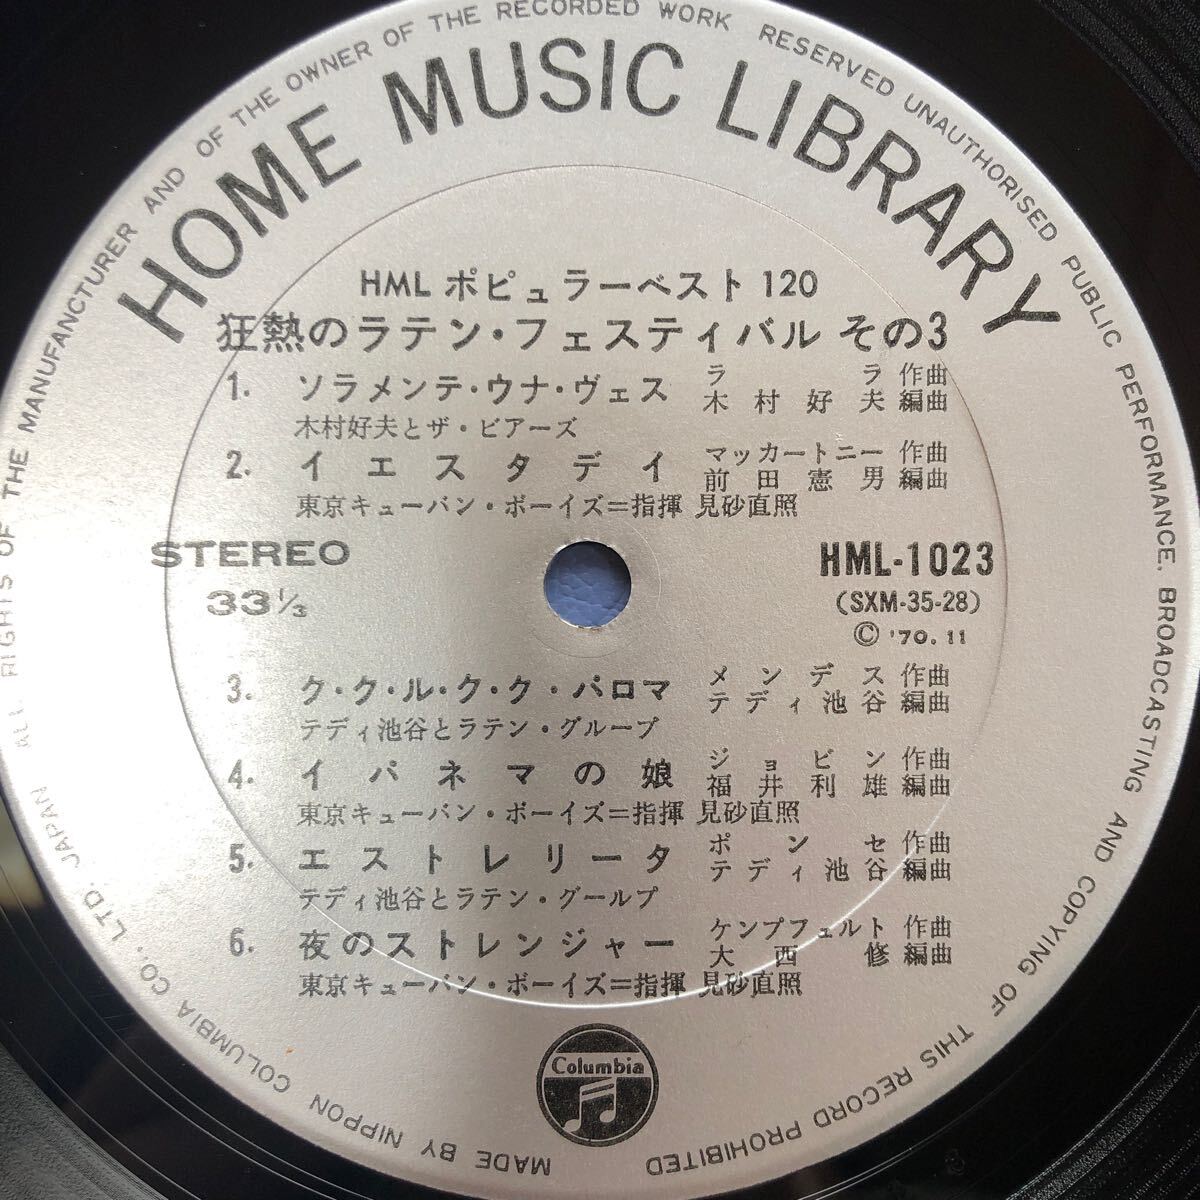 ALL RIGHTS OF THE MANUFANCTURER AND OF THE OWNER OF THE RECORDED WORK RESERVED UNAUTHORISED PUBLIC PERFORMANCE. BROADCASTING AND COPYING OF THIS RECORD PROHIBITED
HOME MUSIC LIBRARY
HML ポピュラーベスト 120
狂熱のラテン・フェスティバル その3
1. ソラメンテ・ウナ・ヴェス ララ 作曲
木村好夫 編曲
木村好夫とザ・ビアーズ
2. イエスタデイ マッカートニー 作曲
前田憲男 編曲
東京キューバン・ボーイズ=指揮 見砂直照
STEREO
33 1/3
HML-1023
(SXM-35-28)
© '70.11
3. ク・ク・ル・ク・ク・パロマ メンデス 作曲
テディ池谷 編曲
テディ池谷とラテン・グループ
4. イパネマの娘 ジョビン 作曲
福井利雄 編曲
東京キューバン・ボーイズ=指揮 見砂直照
5. エストレリータ ポンセ 作曲
テディ池谷 編曲
テディ池谷とラテン・グールプ
6. 夜のストレンジャー ケンプフェルト 作曲
大西修 編曲
東京キューバン・ボーイズ=指揮 見砂直照
Columbia
MADE BY NIPPON COLUMBIA CO., LTD. JAPAN